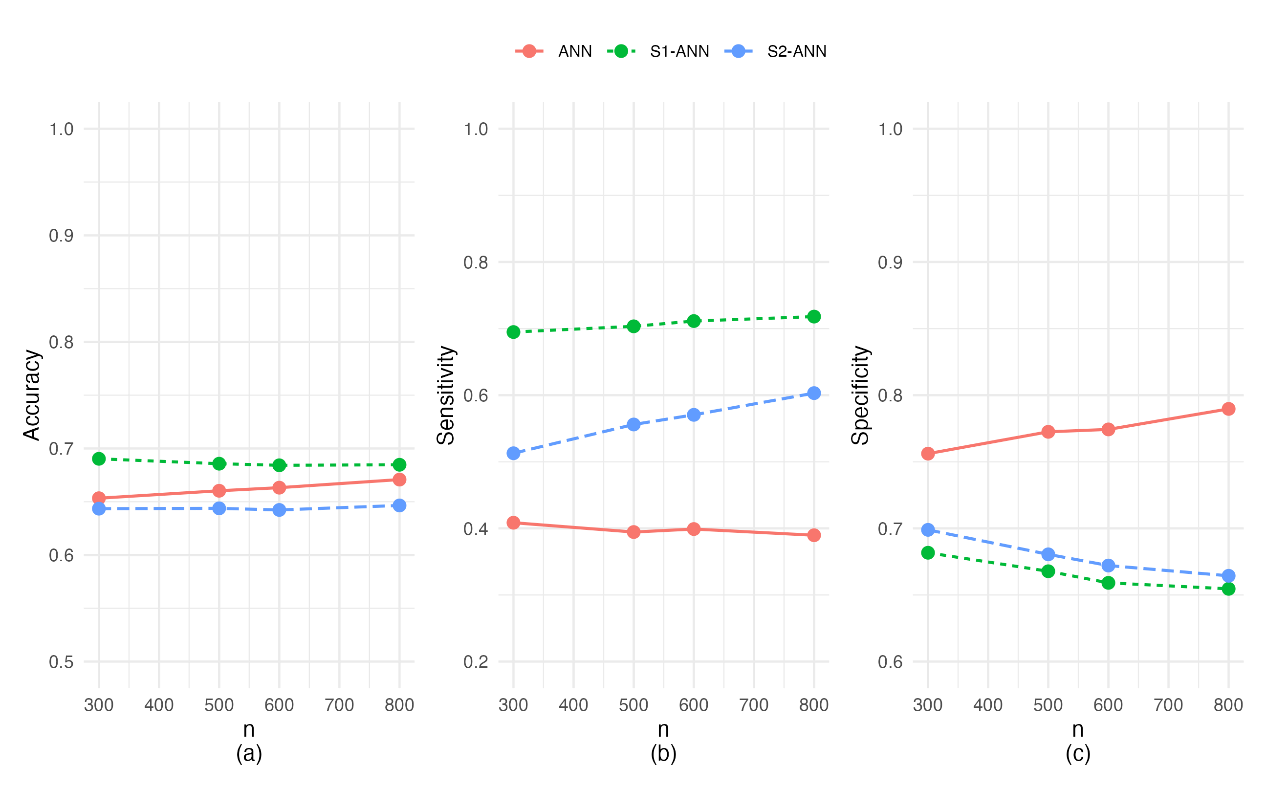 ANN S1-ANN S2-ANN
Accuracy
1.0
0.9
0.8
0.7
0.6
0.5
300 400 500 600 700 800
n
(a)
Sensitivity
1.0
0.8
0.6
0.4
0.2
300 400 500 600 700 800
n
(b)
Specificity
1.0
0.9
0.8
0.7
0.6
300 400 500 600 700 800
n
(c)